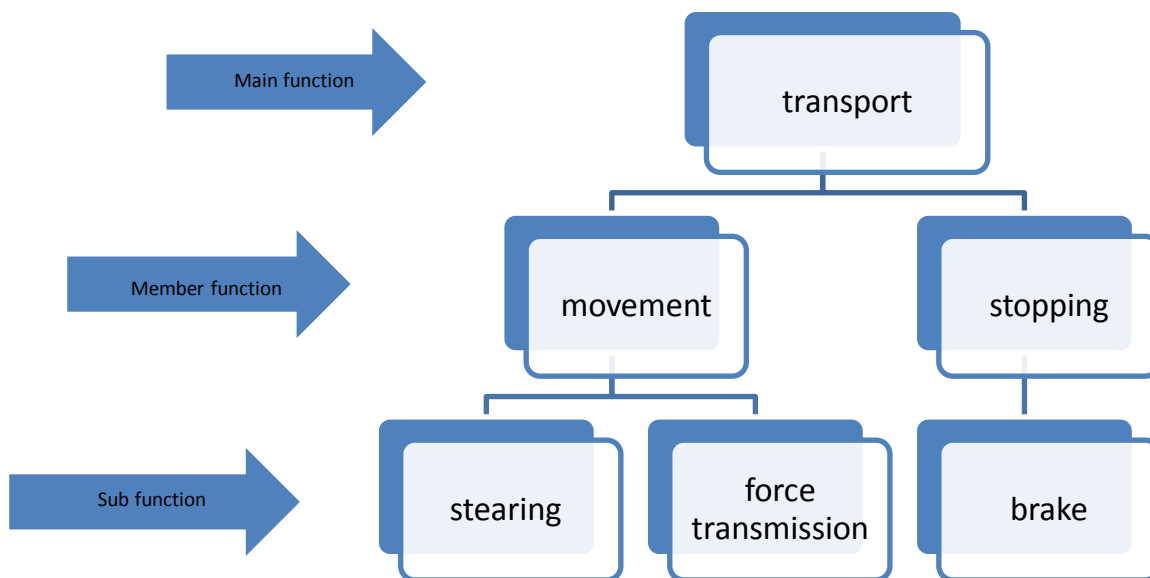 Main function
transport
Member function
movement
stopping
Sub function
stearing
force
transmission
brake